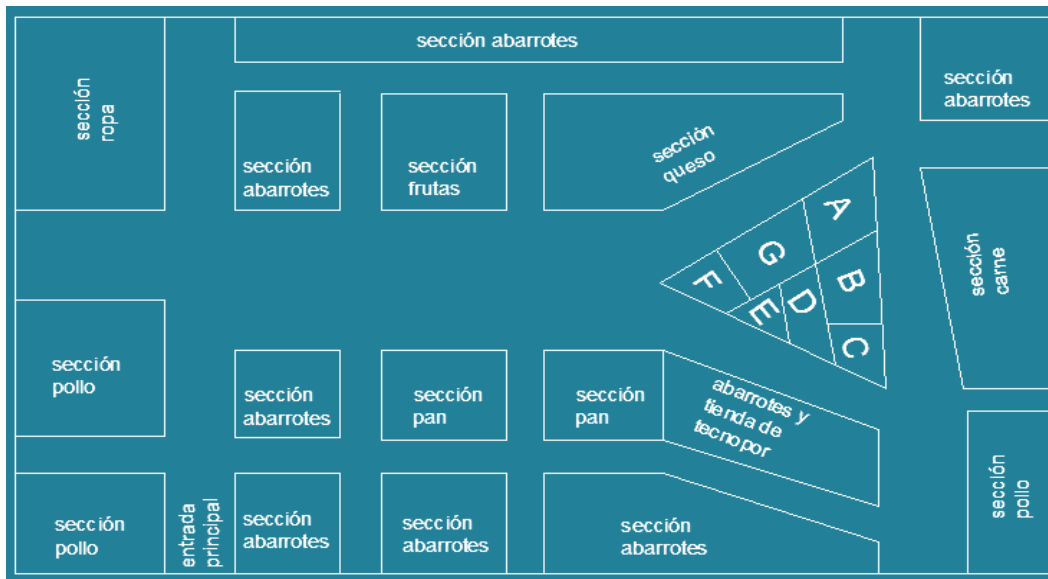 sección abarrotes
sección
ropa
sección
abarrotes
sección
abarrotes
sección
frutas
sección
queso
A
G
B
F
D
E
C
sección
carne
sección
pollo
sección
abarrotes
sección
pan
sección
pan
abarrotes y
tienda de
tecnopor
sección
pollo
entrada
principal
sección
abarrotes
sección
abarrotes
sección
abarrotes
sección
pollo